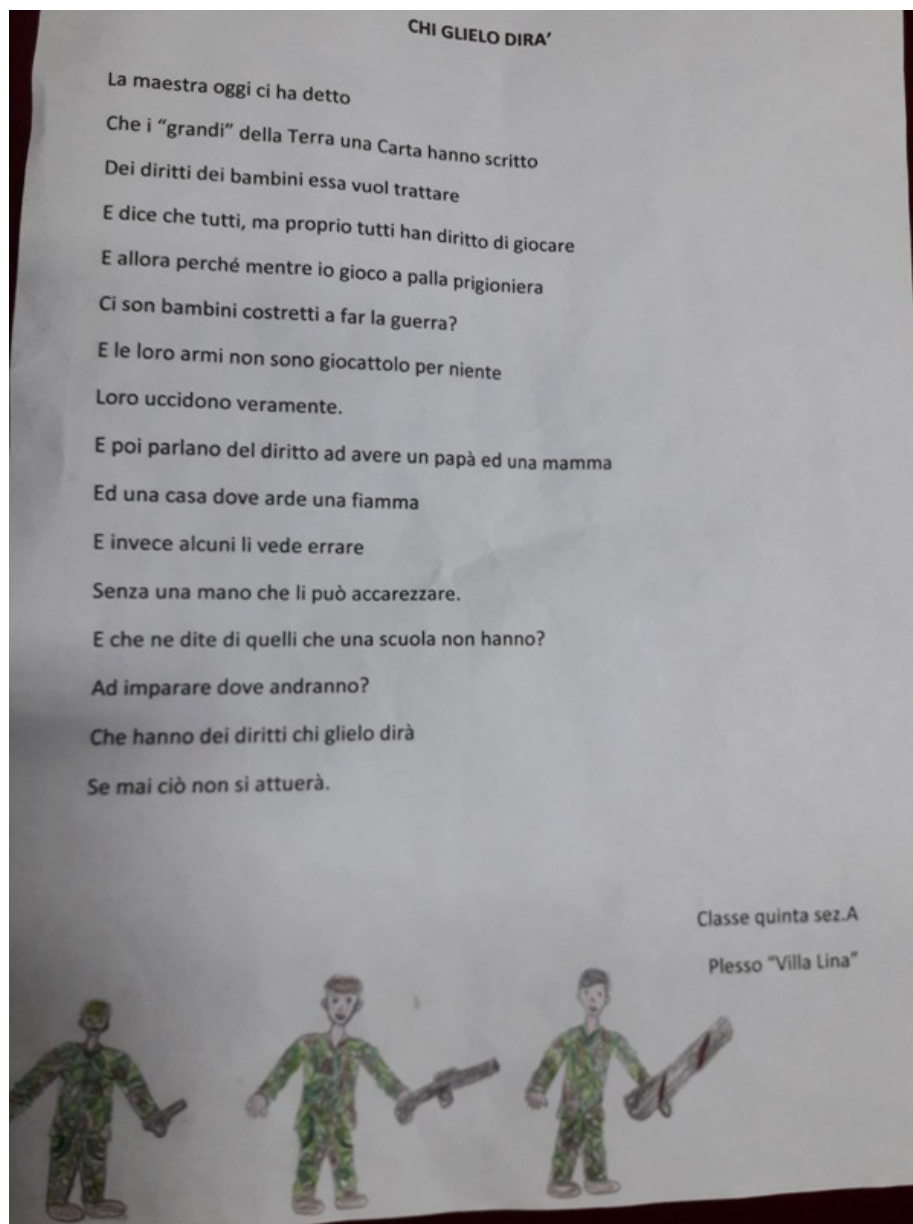 CHI GLIELO DIRA’
La maestra oggi ci ha detto
Che i “grandi” della Terra una Carta hanno scritto
Dei diritti dei bambini essa vuol trattare
E dice che tutti, ma proprio tutti han diritto di giocare
E allora perché mentre io gioco a palla prigioniera
Ci son bambini costretti a far la guerra?
E le loro armi non sono giocattolo per niente
Loro uccidono veramente.
E poi parlano del diritto ad avere un papà ed una mamma
Ed una casa dove arde una fiamma
E invece alcuni li vede errare
Senza una mano che li può accarezzare.
E che ne dite di quelli che una scuola non hanno?
Ad imparare dove andranno?
Che hanno dei diritti chi glielo dirà
Se mai ciò non si attuerà.
Classe quinta sez.A
Plesso “Villa Lina”